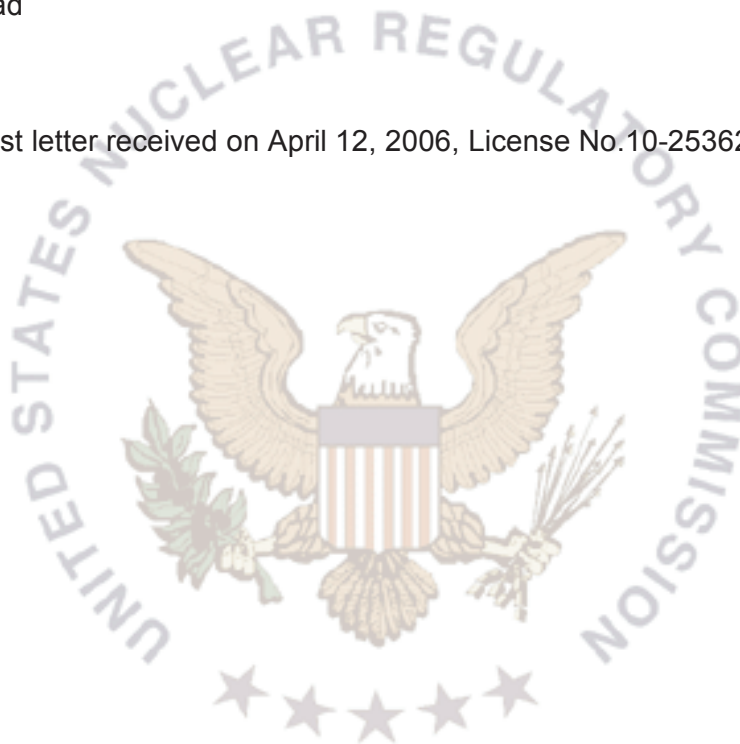 ad
st letter received on April 12, 2006, License No.10-25362
UNITED STATES NUCLEAR REGULATORY COMMISSION